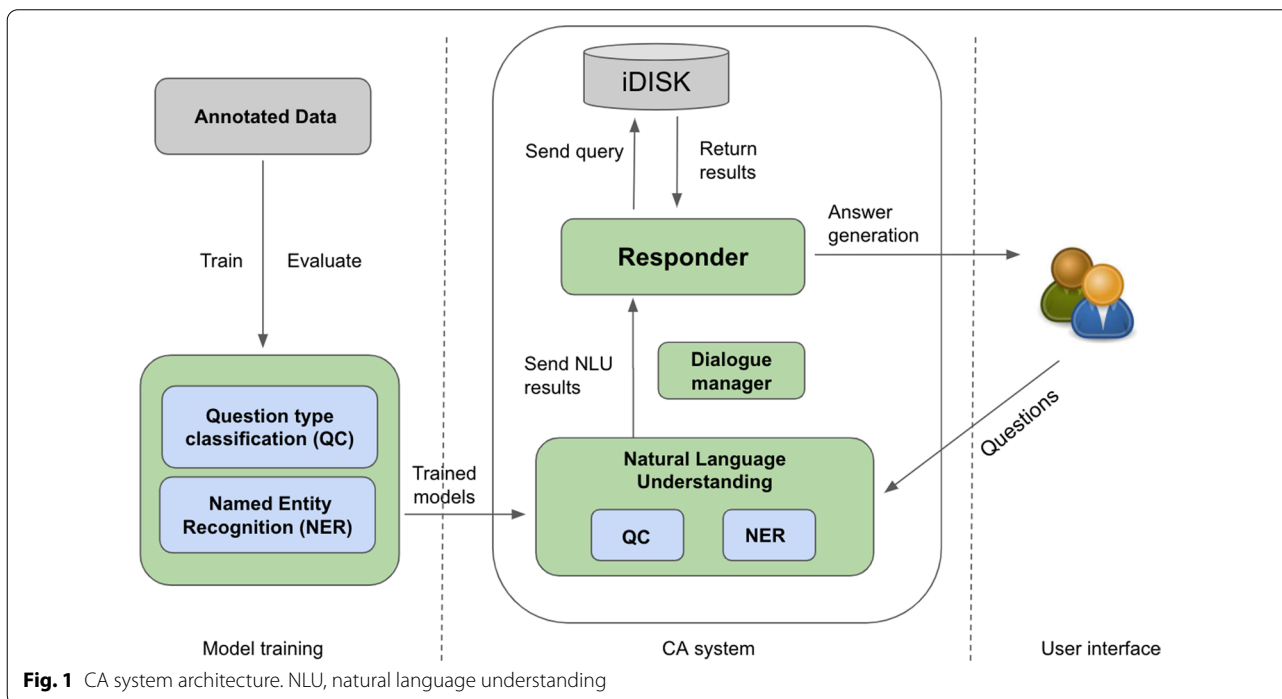 iDISK
Annotated Data
Send query
Return
results
Answer
generation
Responder
Train
Evaluate
Send NLU
results
Dialogue
manager
Questions
Question type
classification (QC)
Named Entity
Recognition (NER)
Trained
models
Natural Language
Understanding
QC
NER
Model training
CA system
User interface
Fig. 1 CA system architecture. NLU, natural language understanding